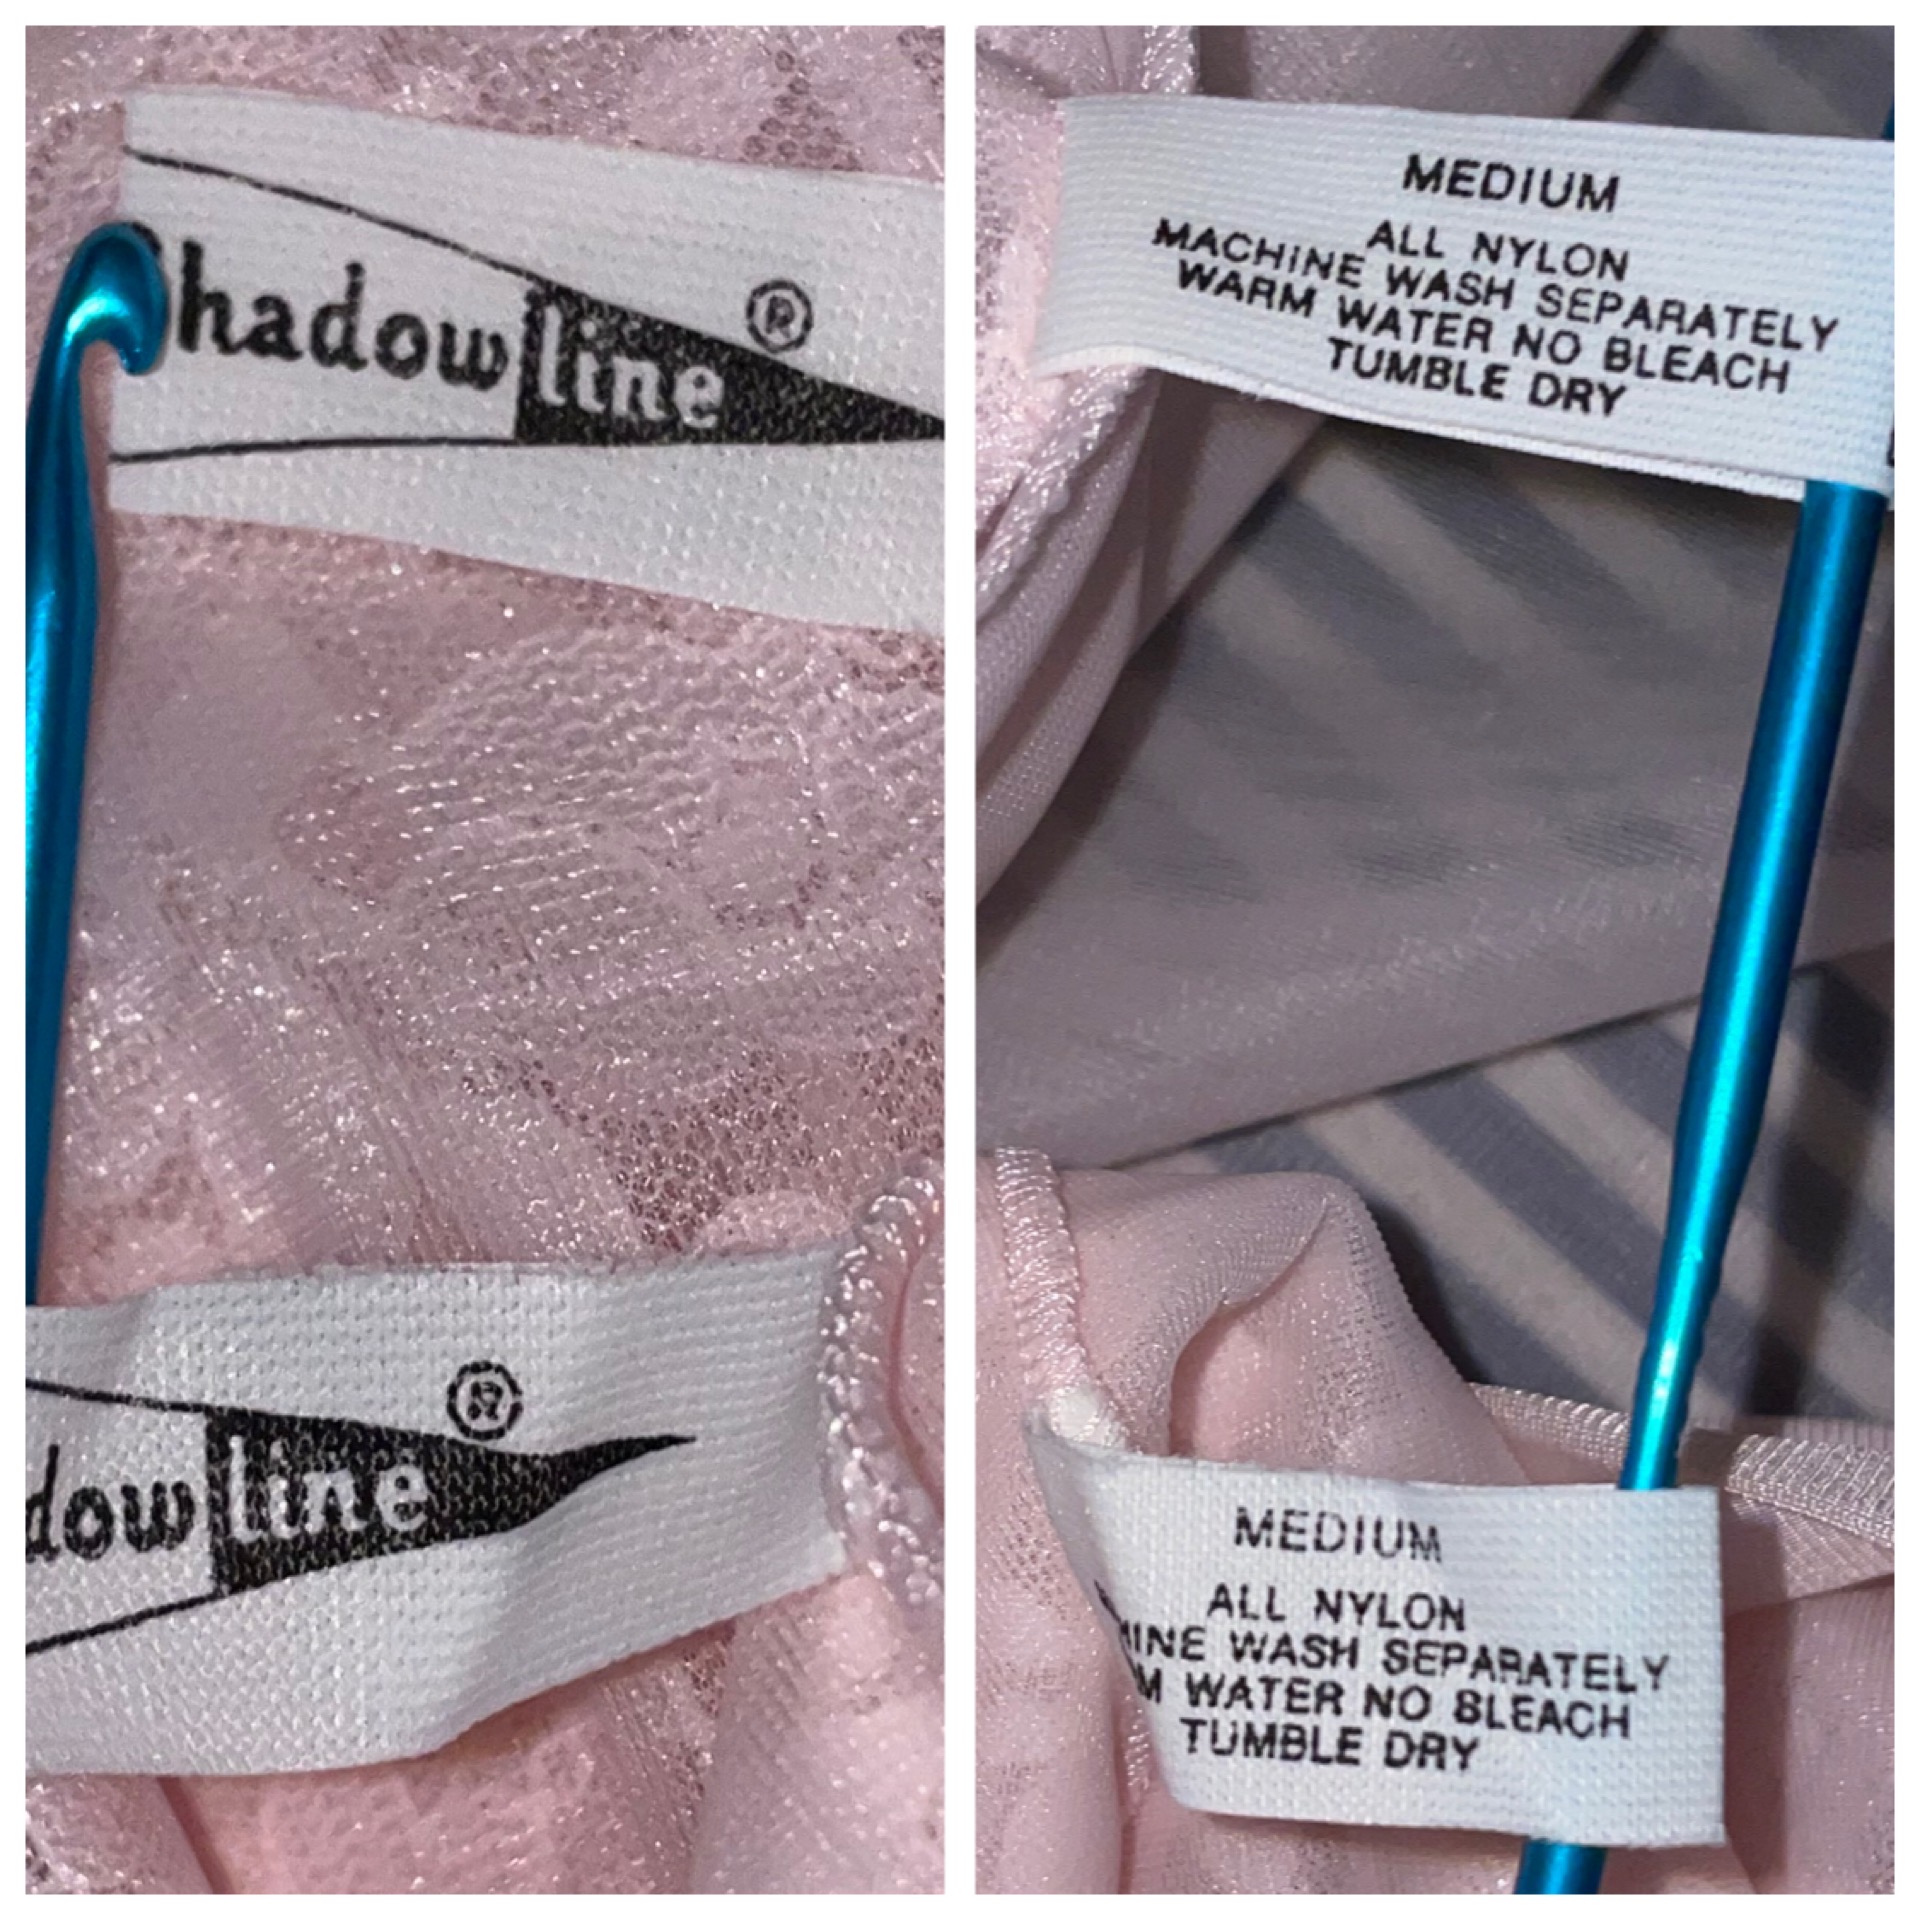 hadowline®
dowline®
MEDIUM
ALL NYLON
MACHINE WASH SEPARATELY
WARM WATER NO BLEACH
TUMBLE DRY
MEDIUM
ALL NYLON
HINE WASH SEPARATELY
M WATER NO BLEACH
TUMBLE DRY